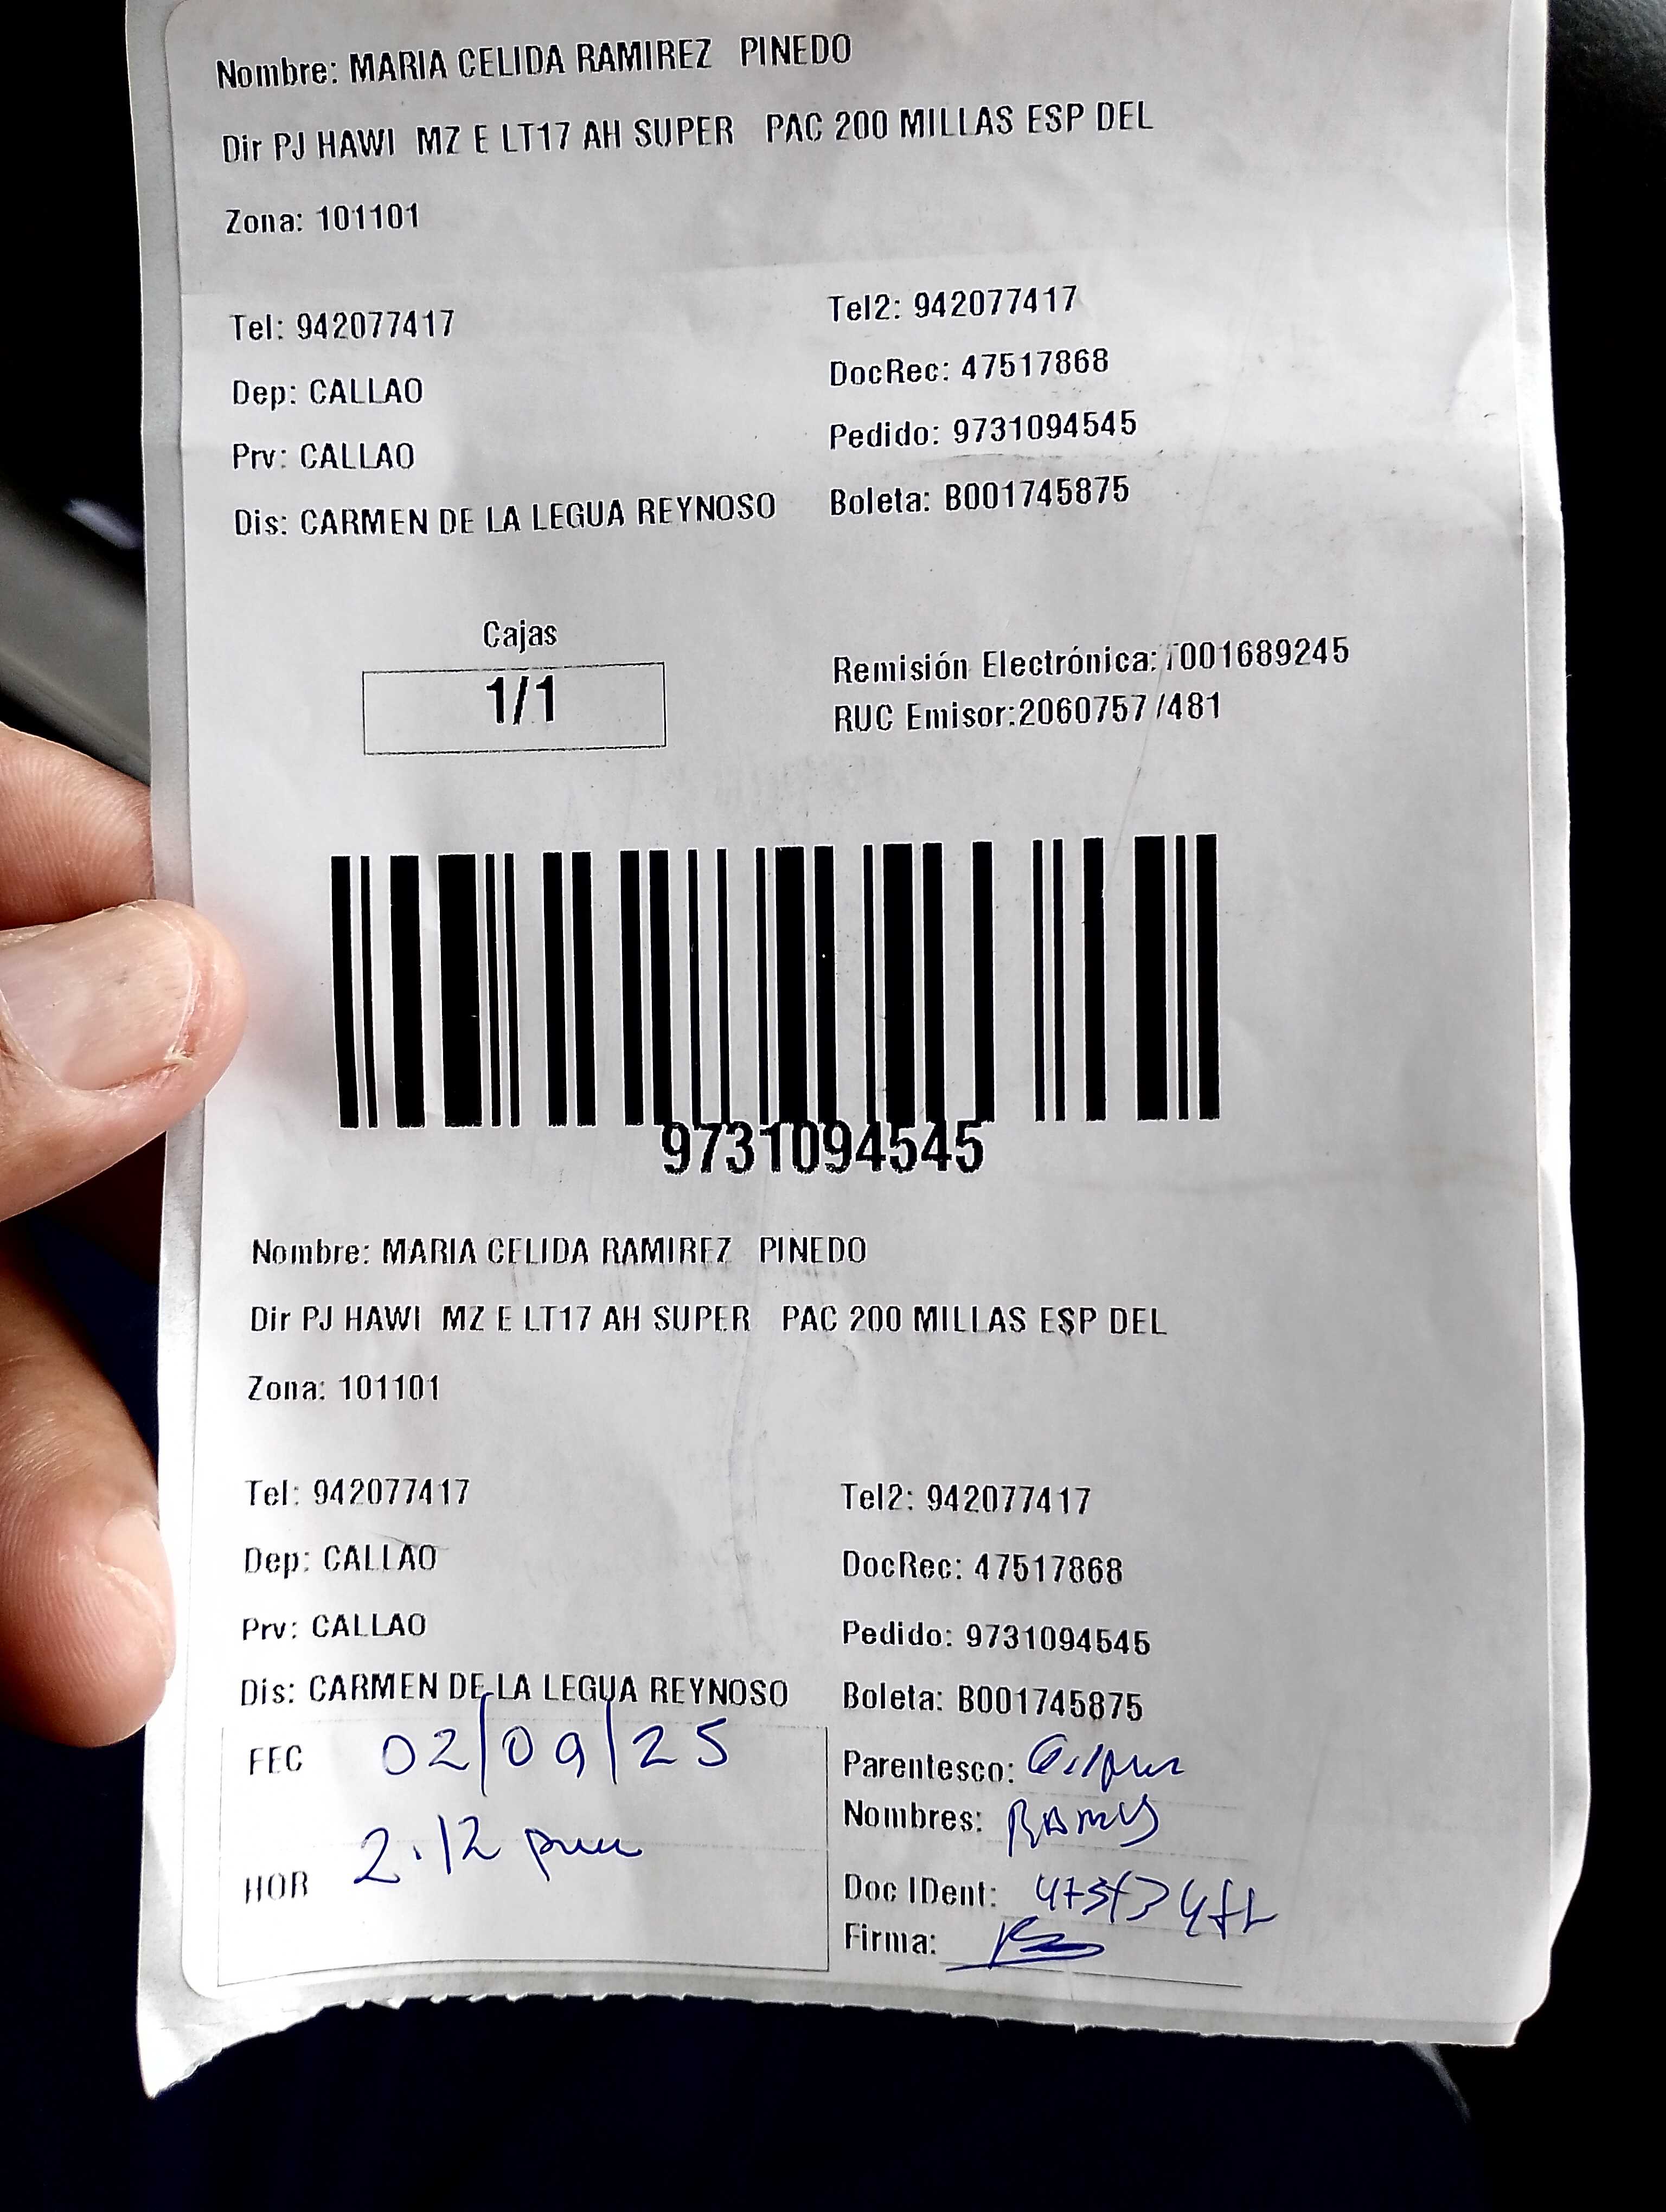 Nombre: MARIA CELIDA RAMIREZ PINEDO
Dir PJ HAWI MZ E LT17 AH SUPER PAC 200 MILLAS ESP DEL
Zona: 101101
Tel: 942077417 Tel2: 942077417
Dep: CALLAO DocRec: 47517868
Prv: CALLAO Pedido: 9731094545
Dis: CARMEN DE LA LEGUA REYNOSO Boleta: B001745875
Cajas
1/1
Remisión Electrónica: T001689245
RUC Emisor:
9731094545
Nombre: MARIA CELIDA RAMIREZ PINEDO
Dir PJ HAWI MZ E LT17 AH SUPER PAC 200 MILLAS ESP DEL
Zona: 101101
Tel: 942077417 Tel2: 942077417
Dep: CALLAO DocRec: 47517868
Prv: CALLAO Pedido: 9731094545
Dis: CARMEN DE LA LEGUA REYNOSO Boleta: B001745875
FEC 02/09/25 Parentesco:
Nombres:
HOR 2.12 pm Doc IDent:
Firma: